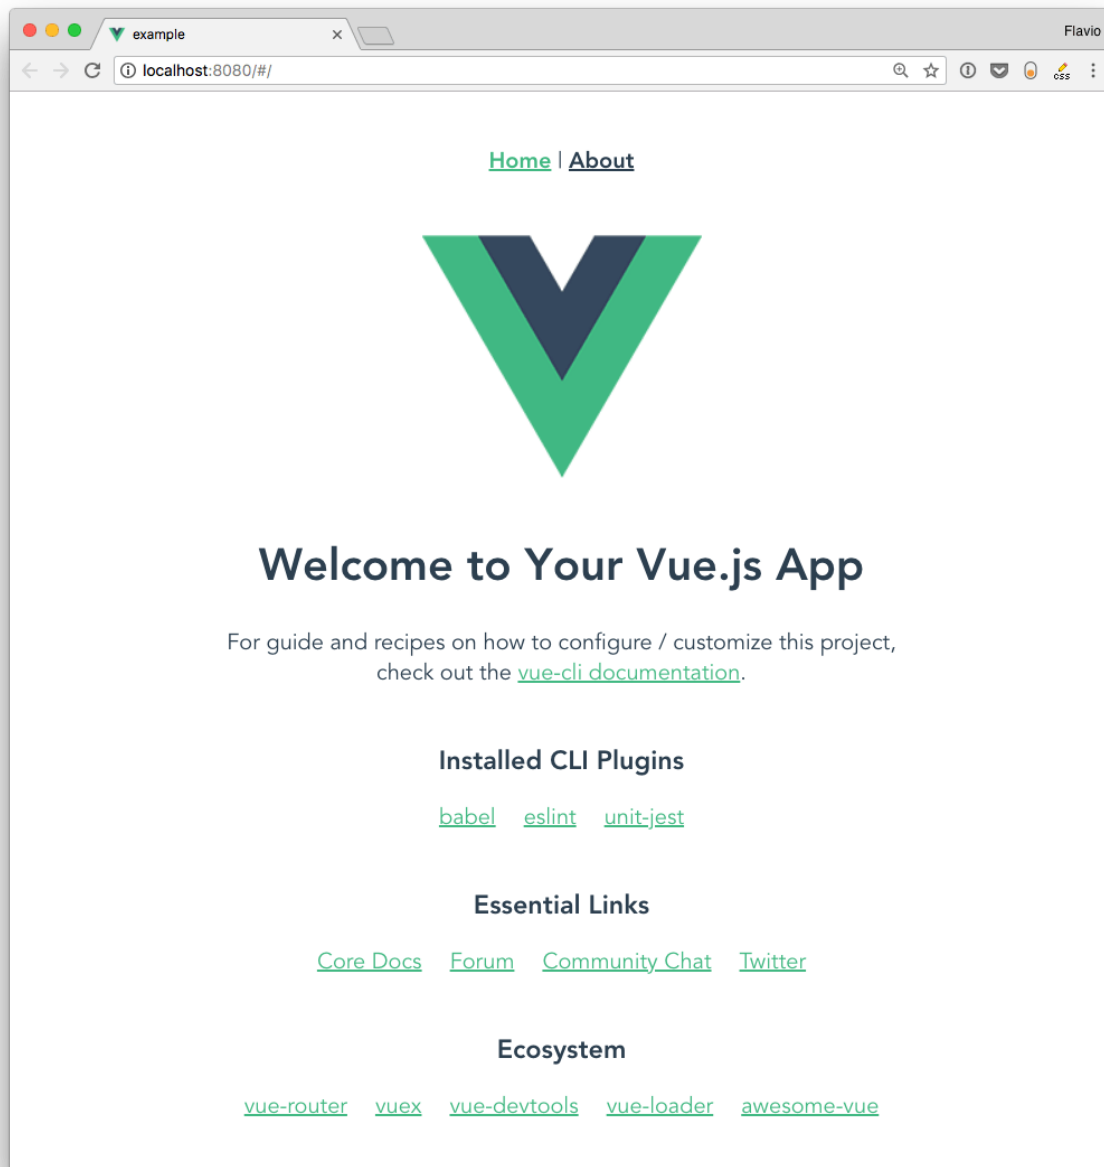 example
Flavio
localhost:8080/#/
css
Home | About
Welcome to Your Vue.js App
For guide and recipes on how to configure / customize this project,
check out the vue-cli documentation.
Installed CLI Plugins
babel eslint unit-jest
Essential Links
Core Docs Forum Community Chat Twitter
Ecosystem
vue-router vuex vue-devtools vue-loader awesome-vue